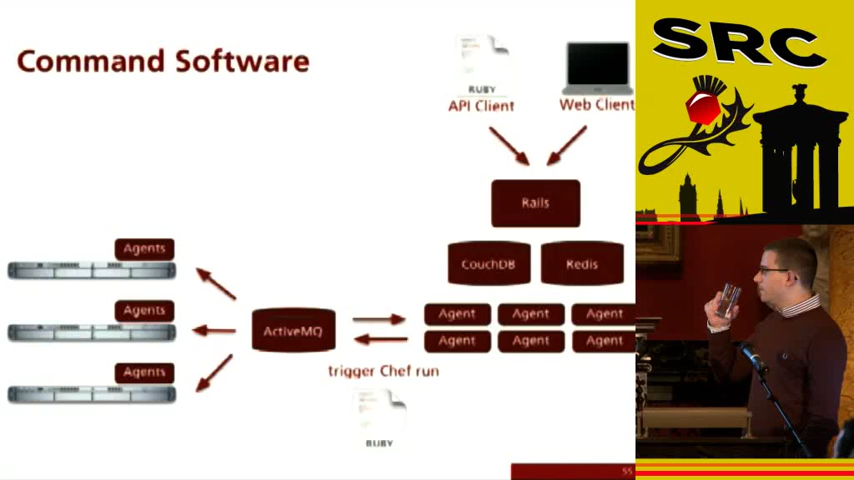 Command Software
RUBY
API Client
Web Client
Rails
CouchDB
Redis
Agent Agent Agent
Agent Agent Agent
ActiveMQ
trigger Chef run
RUBY
Agents
Agents
Agents
55
SRC